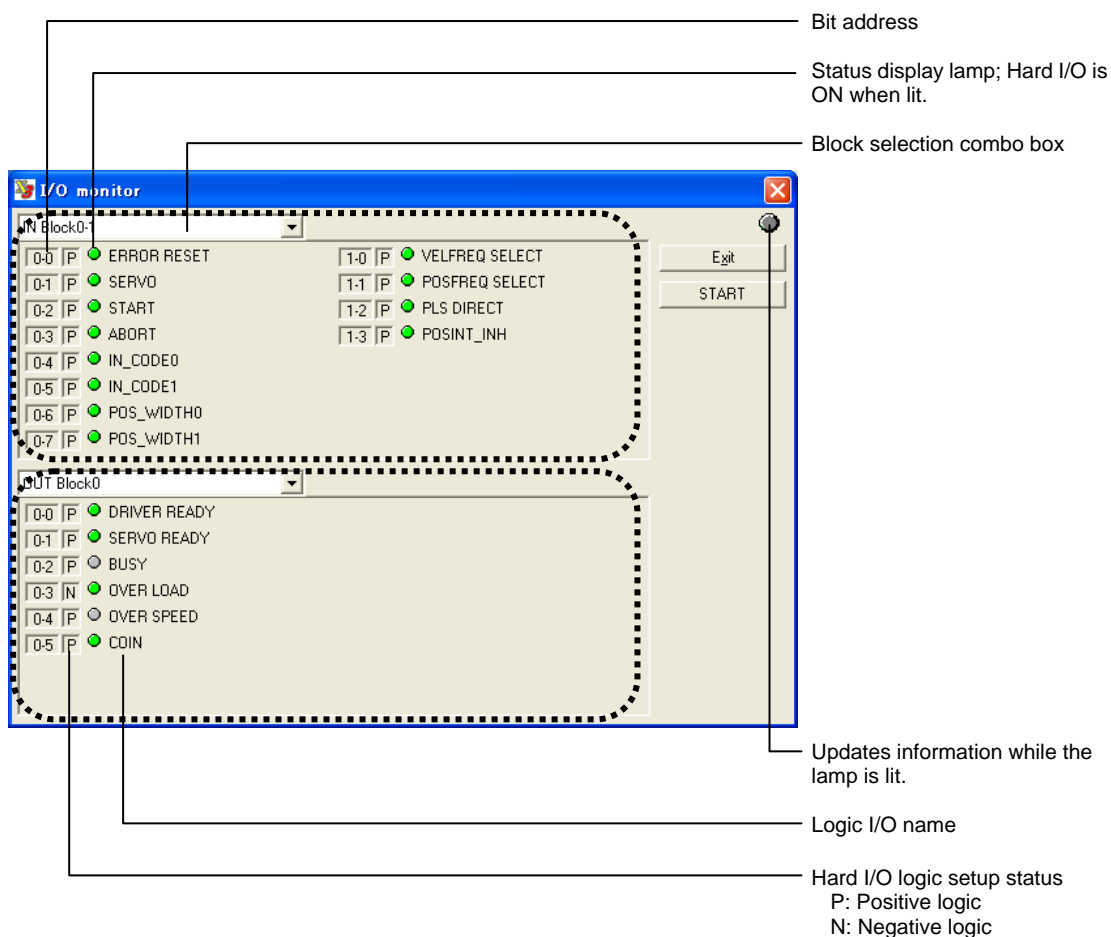 Bit address
Status display lamp; Hard I/O is
ON when lit.
Block selection combo box
I/O monitor
IN Block0-1
0-0 P ERROR RESET
0-1 P SERVO
0-2 P START
0-3 P ABORT
0-4 P IN_CODE0
0-5 P IN_CODE1
0-6 P POS_WIDTH0
0-7 P POS_WIDTH1
1-0 P VELFREQ SELECT
1-1 P POSFREQ SELECT
1-2 P PLS DIRECT
1-3 P POSINT_INH
Exit
START
OUT Block0
0-0 P DRIVER READY
0-1 P SERVO READY
0-2 P BUSY
0-3 N OVER LOAD
0-4 P OVER SPEED
0-5 P COIN
Updates information while the
lamp is lit.
Logic I/O name
Hard I/O logic setup status
P: Positive logic
N: Negative logic